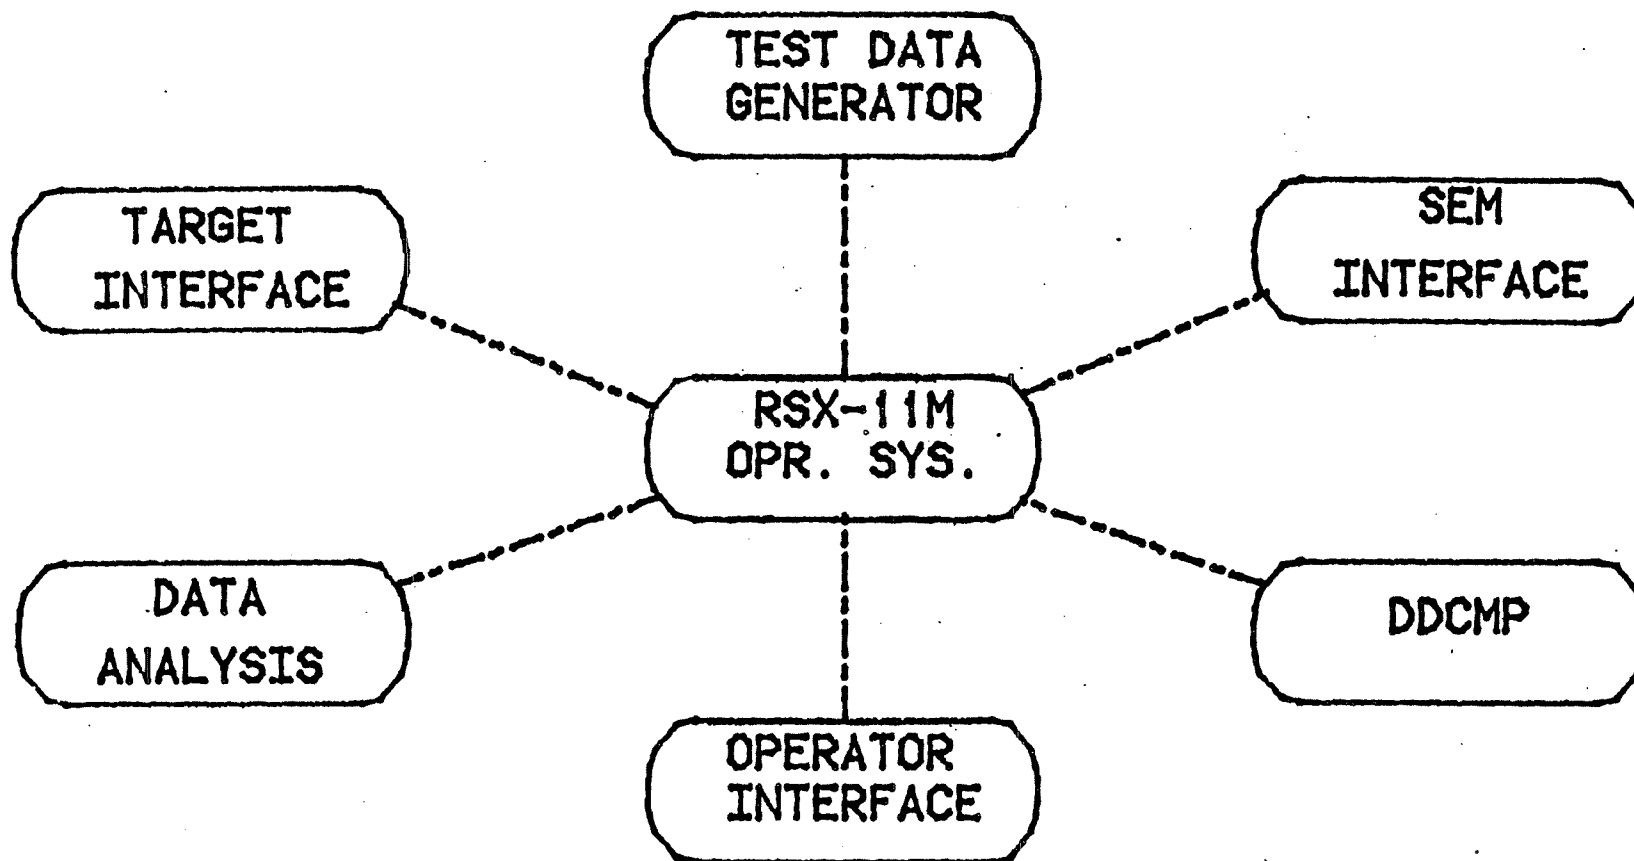 TEST DATA
GENERATOR
TARGET
INTERFACE
SEM
INTERFACE
RSX-11M
OPR. SYS.
DATA
ANALYSIS
DDCMP
OPERATOR
INTERFACE